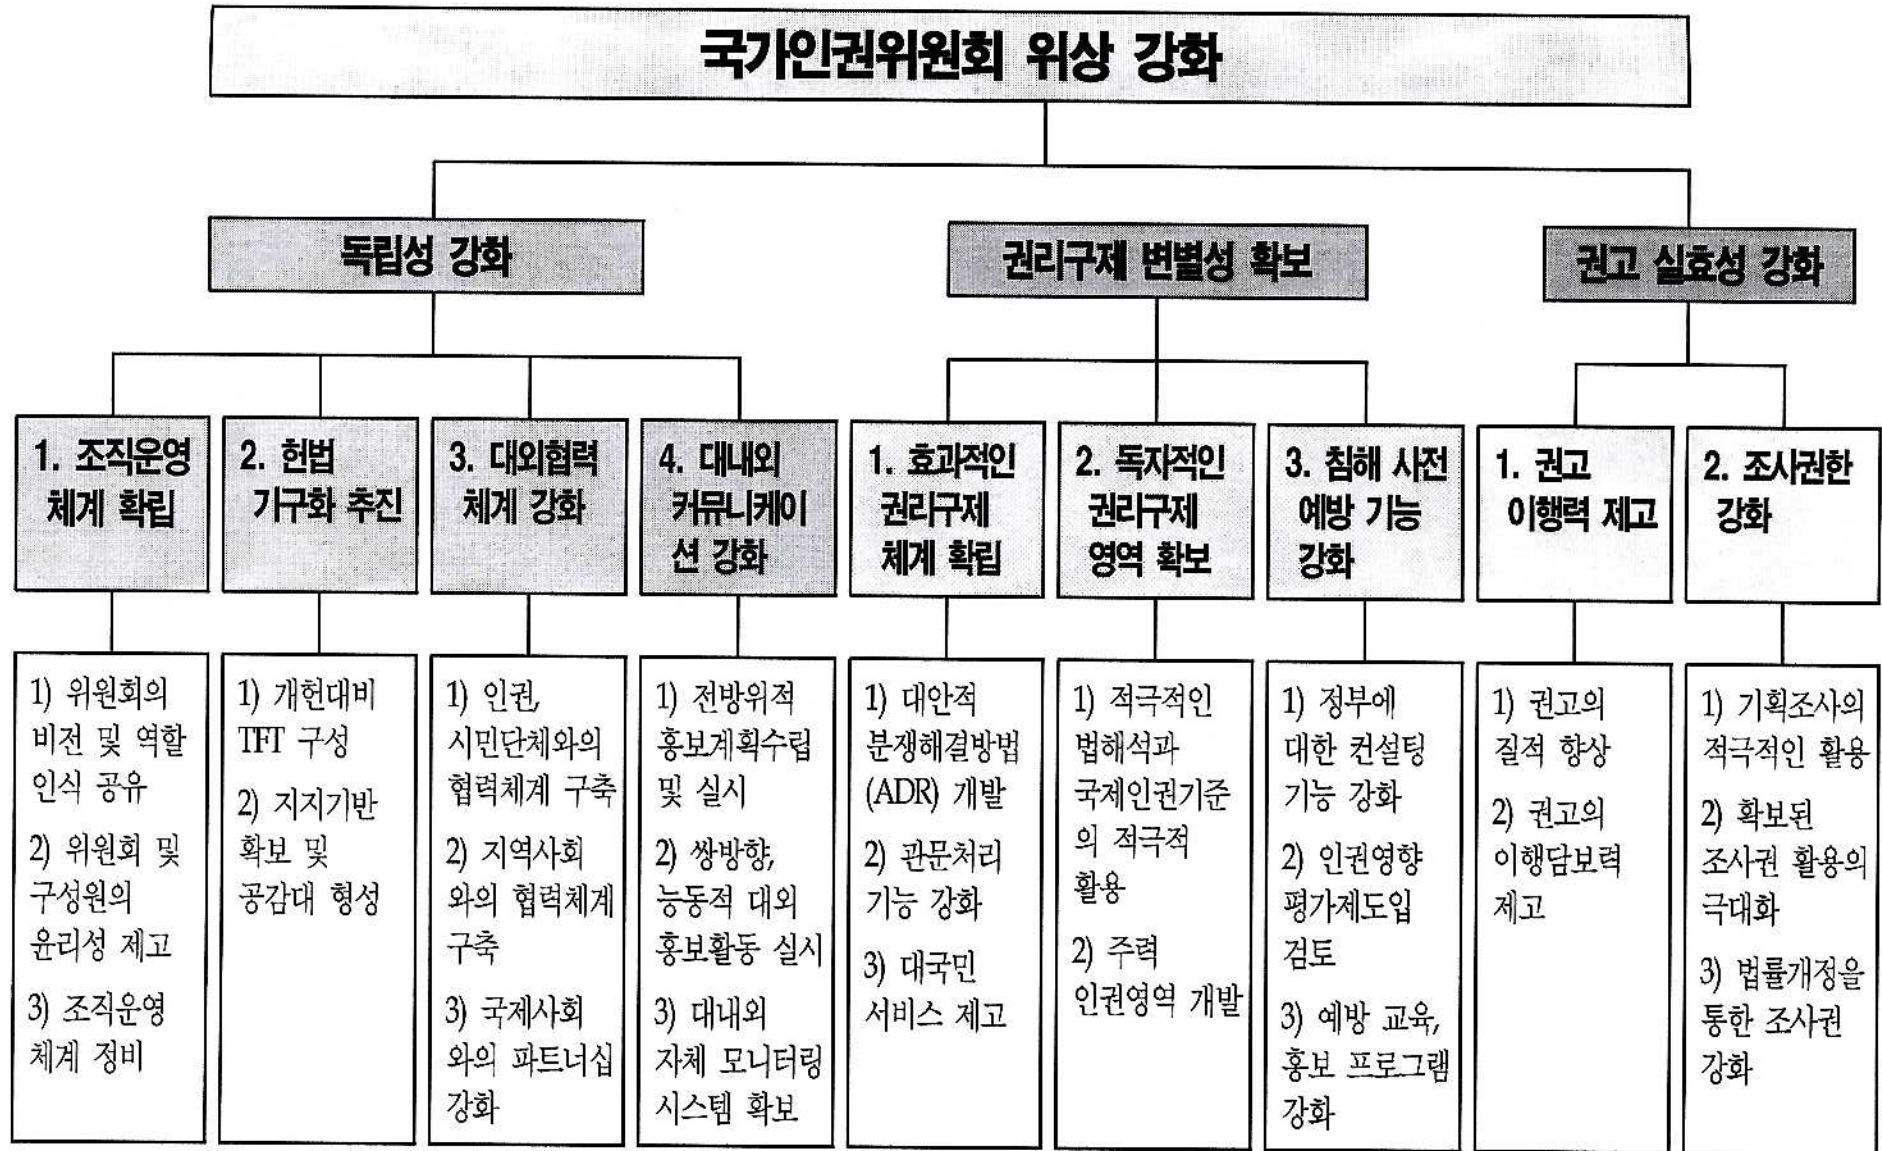 국가인권위원회 위상 강화
독립성 강화
권리구제 변별성 확보
권고 실효성 강화
1. 조직운영
체계 확립
2. 헌법
기구화 추진
3. 대외협력
체계 강화
4. 대내외
커뮤니케이
션 강화
1. 효과적인
권리구제
체계 확립
2. 독자적인
권리구제
영역 확보
3. 침해 사전
예방 기능
강화
1. 권고
이행력 제고
2. 조사권한
강화
1) 위원회의
비전 및 역할
인식 공유
2) 위원회 및
구성원의
윤리성 제고
3) 조직운영
체계 정비
1) 개헌대비
TFT 구성
2) 지지기반
확보 및
공감대 형성
1) 인권,
시민단체와의
협력체계 구축
2) 지역사회
와의 협력체계
구축
3) 국제사회
와의 파트너십
강화
1) 전방위적
홍보계획수립
및 실시
2) 쌍방향,
능동적 대외
홍보활동 실시
3) 대내외
자체 모니터링
시스템 확보
1) 대안적
분쟁해결방법
(ADR) 개발
2) 관문처리
기능 강화
3) 대국민
서비스 제고
1) 적극적인
법해석과
국제인권기준
의 적극적
활용
2) 주력
인권영역 개발
1) 정부에
대한 컨설팅
기능 강화
2) 인권영향
평가제도입
검토
3) 예방 교육,
홍보 프로그램
강화
1) 권고의
질적 향상
2) 권고의
이행담보력
제고
1) 기획조사의
적극적인 활용
2) 확보된
조사권 활용의
극대화
3) 법률개정을
통한 조사권
강화